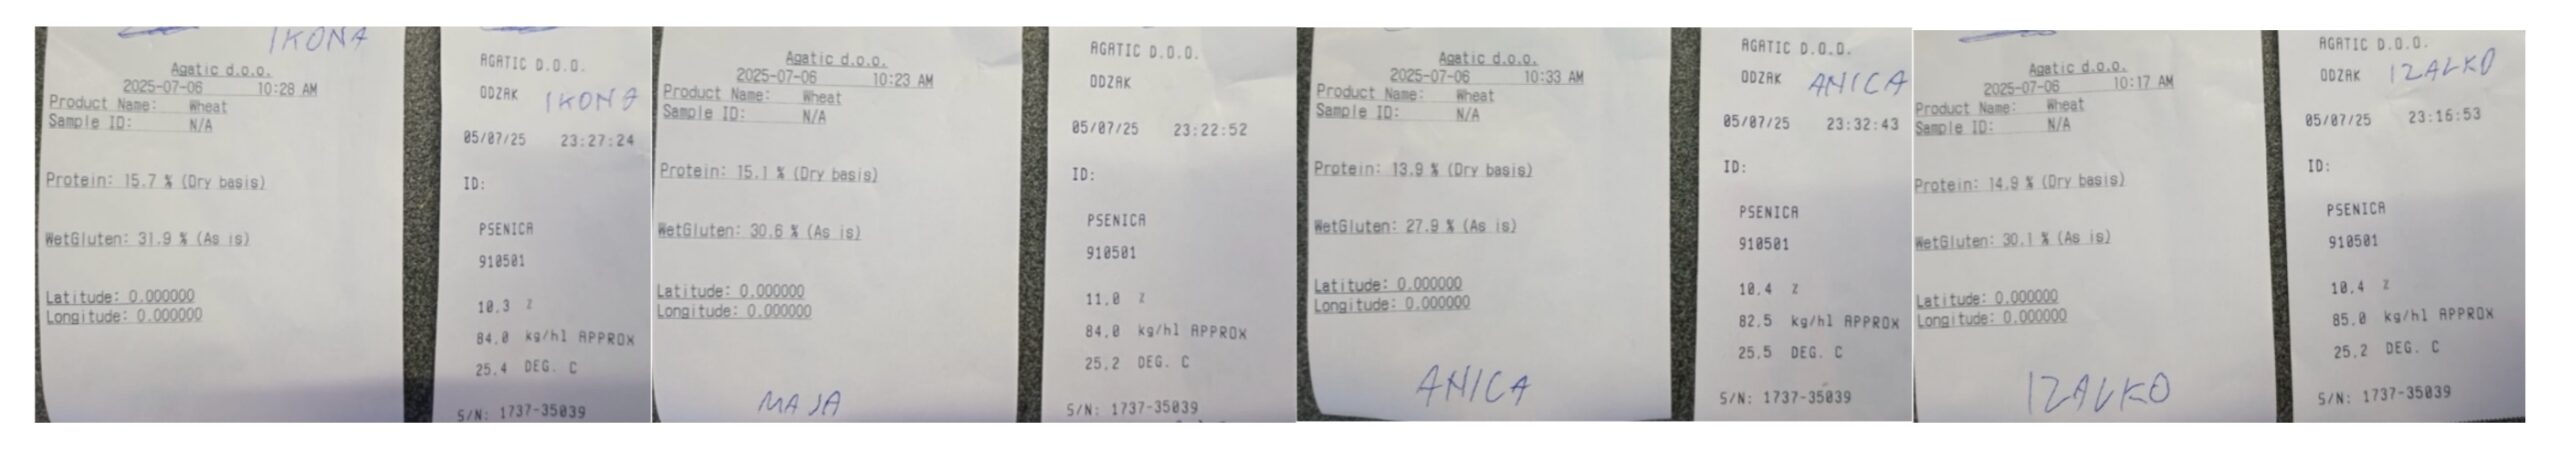 IKONA
Agatic d.o.o.
2025-07-06 10:28 AM
Product Name: Wheat
Sample ID: N/A
Protein: 15.7 % (Dry basis)
WetGluten: 31.9 % (As is)
Latitude: 0.000000
Longitude: 0.000000
AGATIC D.O.O.
ODZAK IKONA
05/07/25 23:27:24
ID:
PSENICA
910501
10.3 %
84.0 kg/hl APPROX
25.4 DEG. C
S/N: 1737-35039
Agatic d.o.o.
2025-07-06 10:23 AM
Product Name: Wheat
Sample ID: N/A
Protein: 15.1 % (Dry basis)
WetGluten: 30.6 % (As is)
Latitude: 0.000000
Longitude: 0.000000
MAJA
AGATIC D.O.O.
ODZAK
05/07/25 23:22:52
ID:
PSENICA
910501
11.0 %
84.0 kg/hl APPROX
25.2 DEG. C
S/N: 1737-35039
Agatic d.o.o.
2025-07-06 10:33 AM
Product Name: Wheat
Sample ID: N/A
Protein: 13.9 % (Dry basis)
WetGluten: 27.9 % (As is)
Latitude: 0.000000
Longitude: 0.000000
ANICA
AGATIC D.O.O.
ODZAK ANICA
05/07/25 23:32:43
ID:
PSENICA
910501
10.4 %
82.5 kg/hl APPROX
25.5 DEG. C
S/N: 1737-35039
Agatic d.o.o.
2025-07-06 10:17 AM
Product Name: Wheat
Sample ID: N/A
Protein: 14.9 % (Dry basis)
WetGluten: 30.1 % (As is)
Latitude: 0.000000
Longitude: 0.000000
IZALKO
AGATIC D.O.O.
ODZAK IZALKO
05/07/25 23:16:53
ID:
PSENICA
910501
10.4 %
85.0 kg/hl APPROX
25.2 DEG. C
S/N: 1737-35039